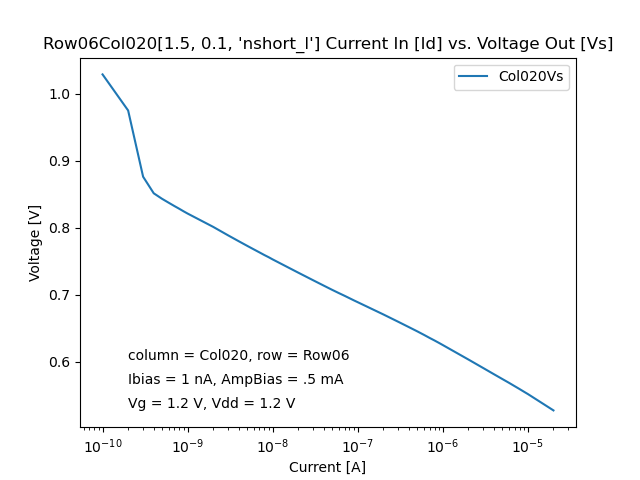 Row06Col020[1.5, 0.1, 'nshort_l'] Current In [Id] vs. Voltage Out [Vs]
Col020Vs
1.0
0.9
0.8
0.7
0.6
Voltage [V]
column = Col020, row = Row06
Ibias = 1 nA, AmpBias = .5 mA
Vg = 1.2 V, Vdd = 1.2 V
10⁻¹⁰ 10⁻⁹ 10⁻⁸ 10⁻⁷ 10⁻⁶ 10⁻⁵
Current [A]